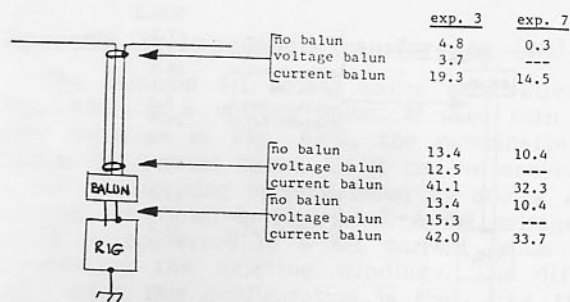 exp. 3 exp. 7
no balun 4.8 0.3
voltage balun 3.7 ---
current balun 19.3 14.5
no balun 13.4 10.4
voltage balun 12.5 ---
current balun 41.1 32.3
BALUN
no balun 13.4 10.4
voltage balun 15.3 ---
current balun 42.0 33.7
RIG